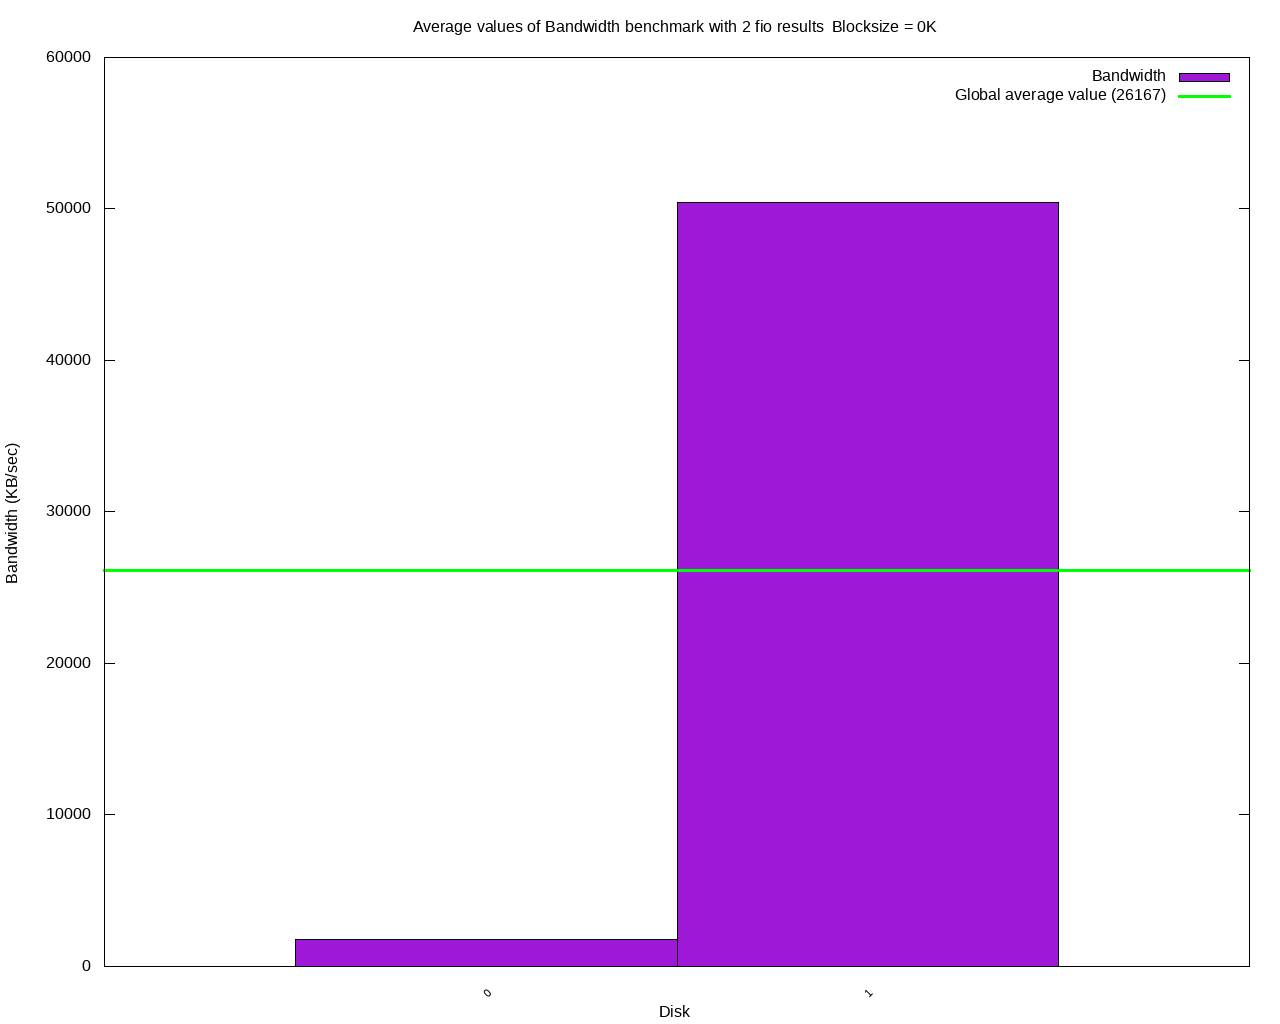 Average values of Bandwidth benchmark with 2 fio results  Blocksize = 0K
60000
Bandwidth
Global average value (26167)
50000
40000
30000
20000
10000
0
Bandwidth (KB/sec)
0
1
Disk